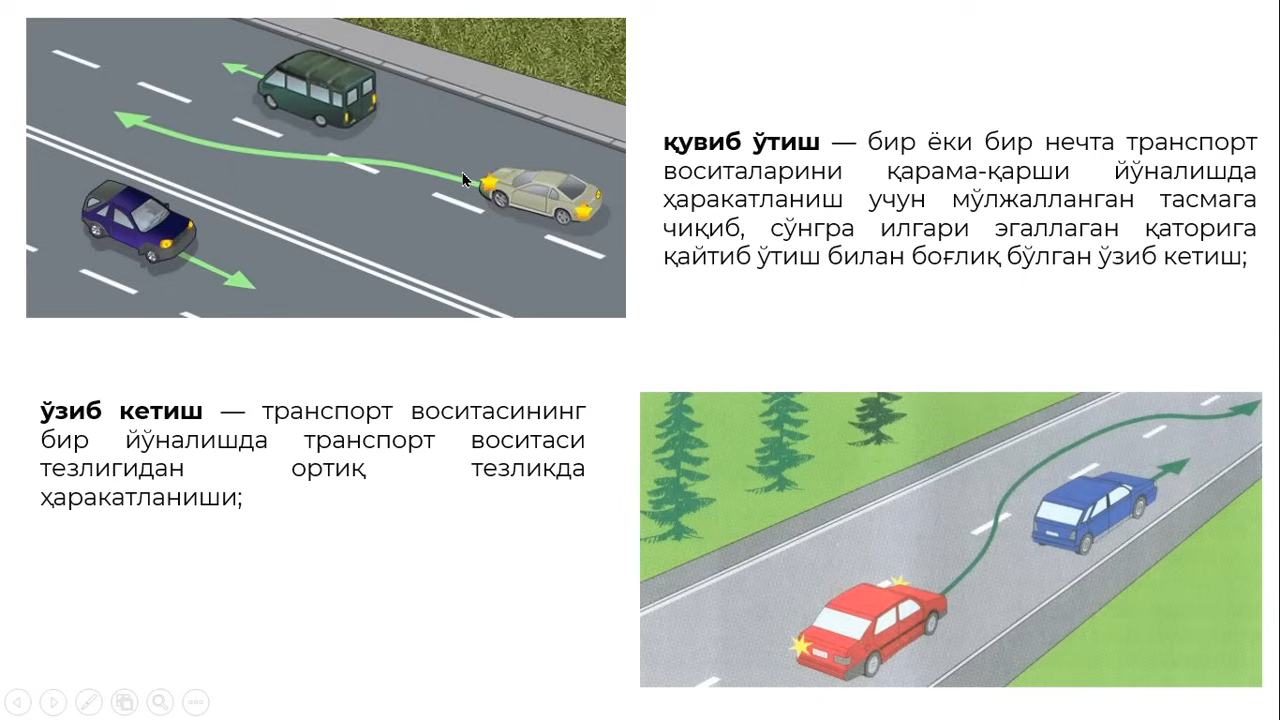 қувиб ўтиш — бир ёки бир нечта транспорт
воситаларини қарама-қарши йўналишда
ҳаракатланиш учун мўлжалланган тасмага
чиқиб, сўнгра илгари эгаллаган қаторига
қайтиб ўтиш билан боғлиқ бўлган ўзиб кетиш;
ўзиб кетиш — транспорт воситасининг
бир йўналишда транспорт воситаси
тезлигидан ортиқ тезликда
ҳаракатланиши;